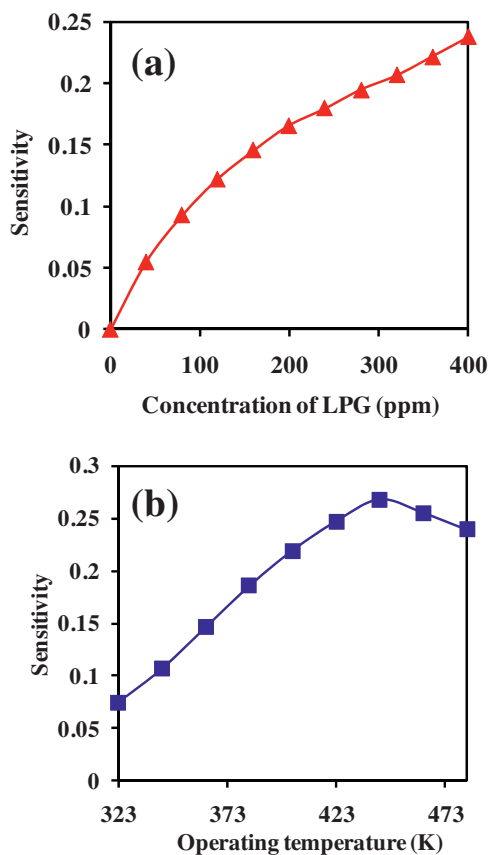 0.25
0.2
0.15
0.1
0.05
0
(a)
Sensitivity
0 100 200 300 400
Concentration of LPG (ppm)
0.3
0.25
0.2
0.15
0.1
0.05
0
(b)
Sensitivity
323 373 423 473
Operating temperature (K)